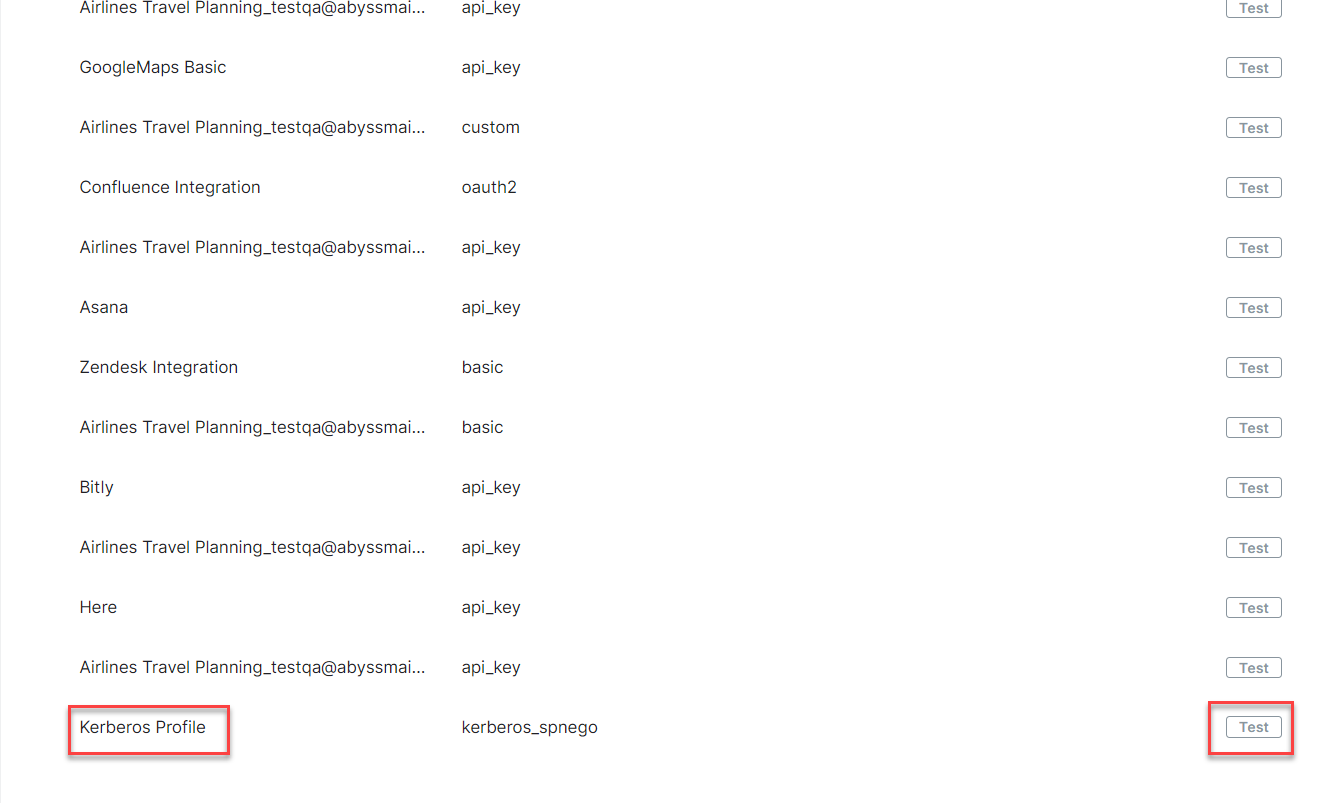 Airlines Travel Planning_testqa@abyssmai... api_key Test
GoogleMaps Basic api_key Test
Airlines Travel Planning_testqa@abyssmai... custom Test
Confluence Integration oauth2 Test
Airlines Travel Planning_testqa@abyssmai... api_key Test
Asana api_key Test
Zendesk Integration basic Test
Airlines Travel Planning_testqa@abyssmai... basic Test
Bitly api_key Test
Airlines Travel Planning_testqa@abyssmai... api_key Test
Here api_key Test
Airlines Travel Planning_testqa@abyssmai... api_key Test
Kerberos Profile kerberos_spnego Test